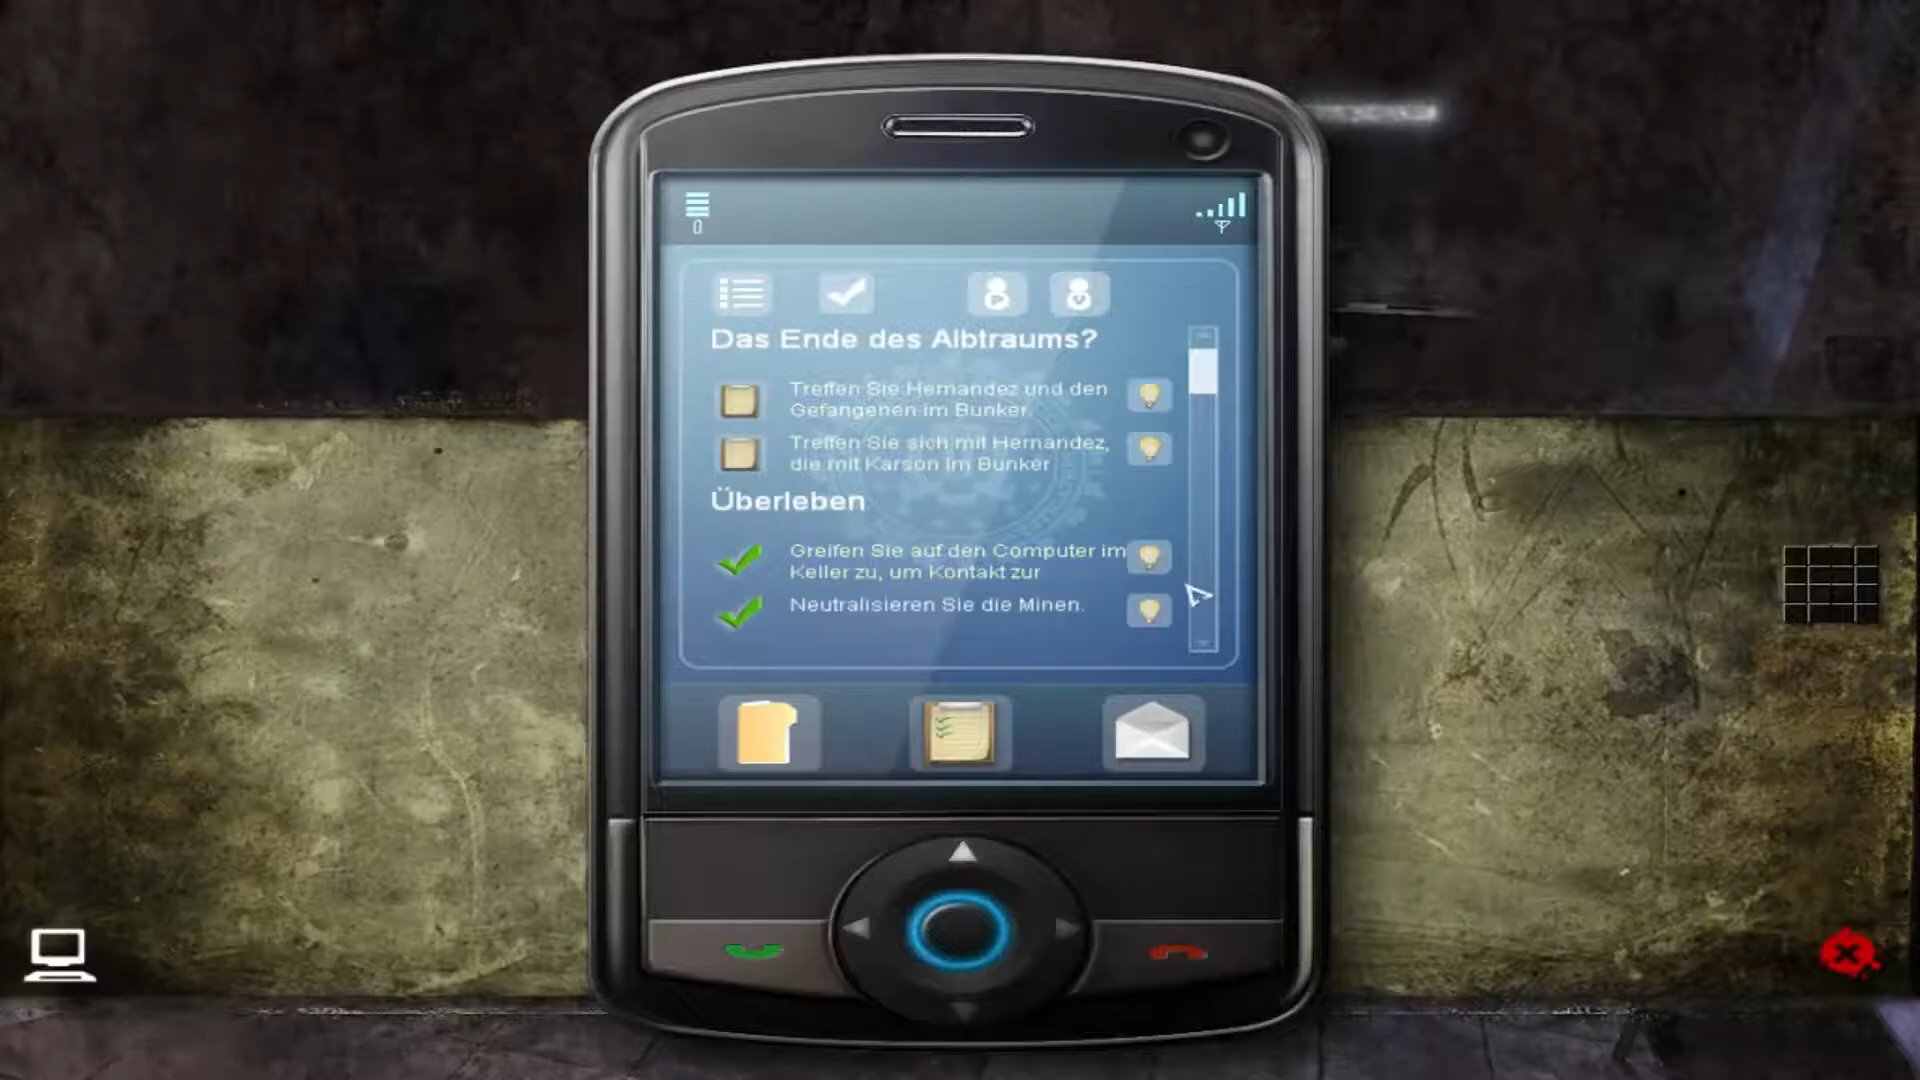 Das Ende des Albtraums?
Treffen Sie Hernandez und den
Gefangenen im Bunker.
Treffen Sie sich mit Hernandez,
die mit Karson im Bunker
Überleben
Greifen Sie auf den Computer im
Keller zu, um Kontakt zur
Neutralisieren Sie die Minen.